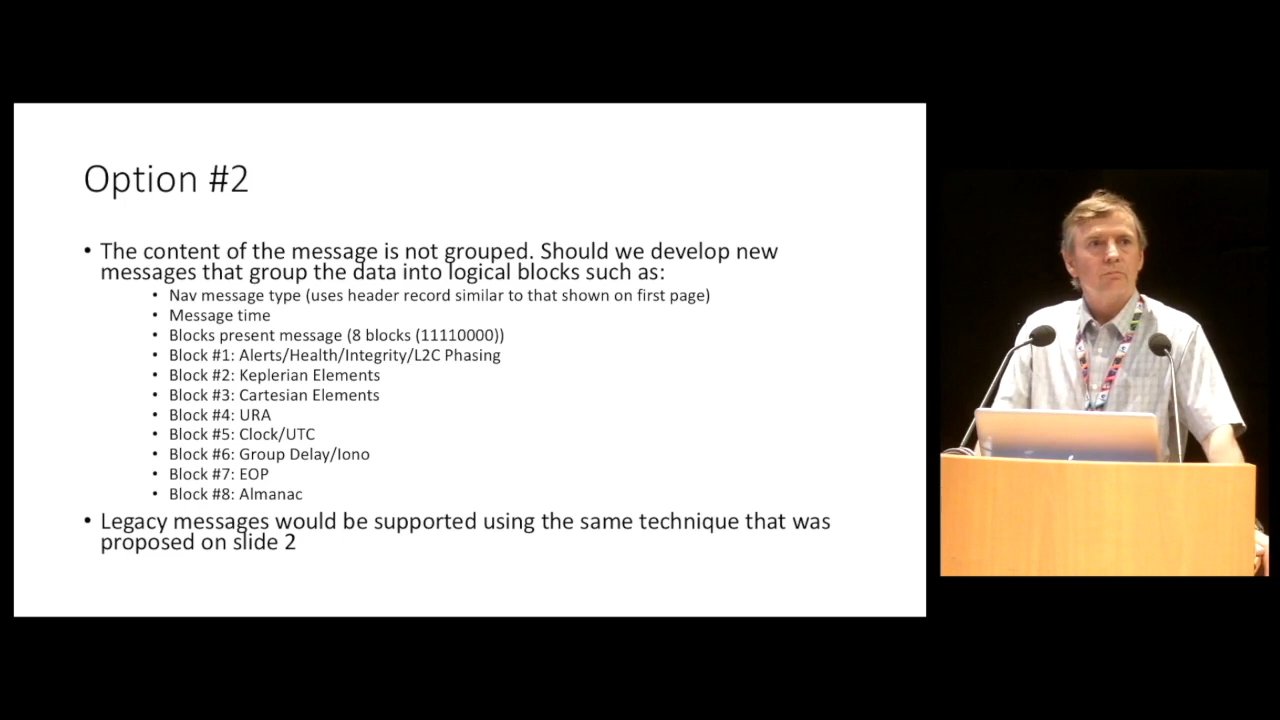 Option #2
• The content of the message is not grouped. Should we develop new
messages that group the data into logical blocks such as:
• Nav message type (uses header record similar to that shown on first page)
• Message time
• Blocks present message (8 blocks (11110000))
• Block #1: Alerts/Health/Integrity/L2C Phasing
• Block #2: Keplerian Elements
• Block #3: Cartesian Elements
• Block #4: URA
• Block #5: Clock/UTC
• Block #6: Group Delay/Iono
• Block #7: EOP
• Block #8: Almanac
• Legacy messages would be supported using the same technique that was
proposed on slide 2